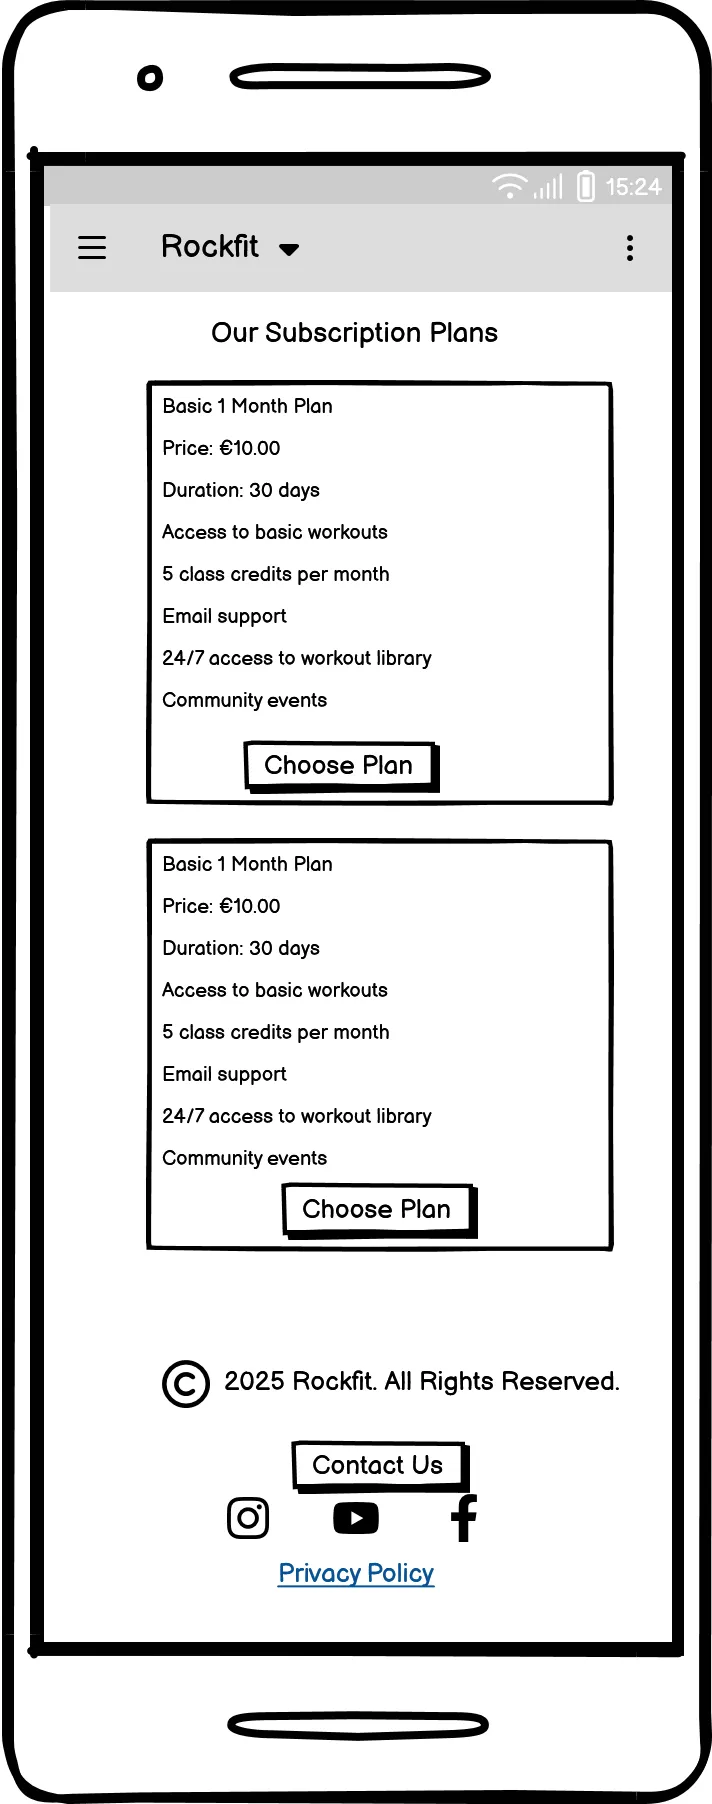 15:24
Rockfit
Our Subscription Plans
Basic 1 Month Plan
Price: €10.00
Duration: 30 days
Access to basic workouts
5 class credits per month
Email support
24/7 access to workout library
Community events
Choose Plan
Basic 1 Month Plan
Price: €10.00
Duration: 30 days
Access to basic workouts
5 class credits per month
Email support
24/7 access to workout library
Community events
Choose Plan
© 2025 Rockfit. All Rights Reserved.
Contact Us
Privacy Policy